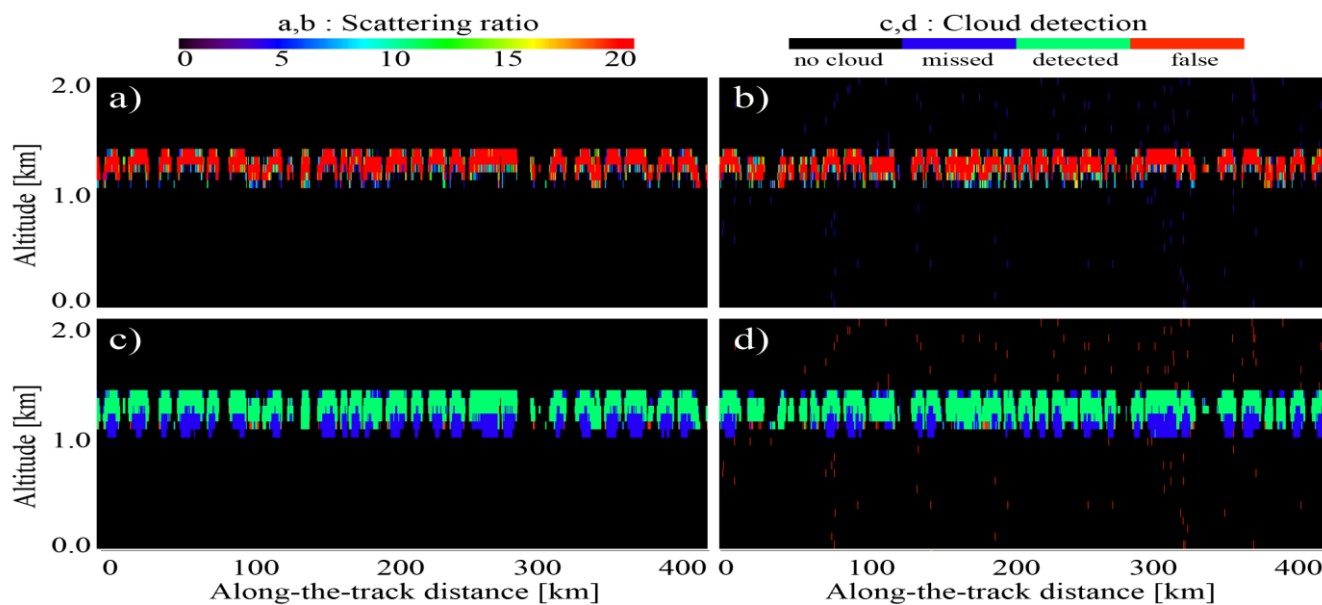 a,b : Scattering ratio
c,d : Cloud detection
0 5 10 15 20
no cloud missed detected false
a)
b)
2.0
1.0
0.0
Altitude [km]
c)
d)
2.0
1.0
0.0
Altitude [km]
0 100 200 300 400
0 100 200 300 400
Along-the-track distance [km]
Along-the-track distance [km]